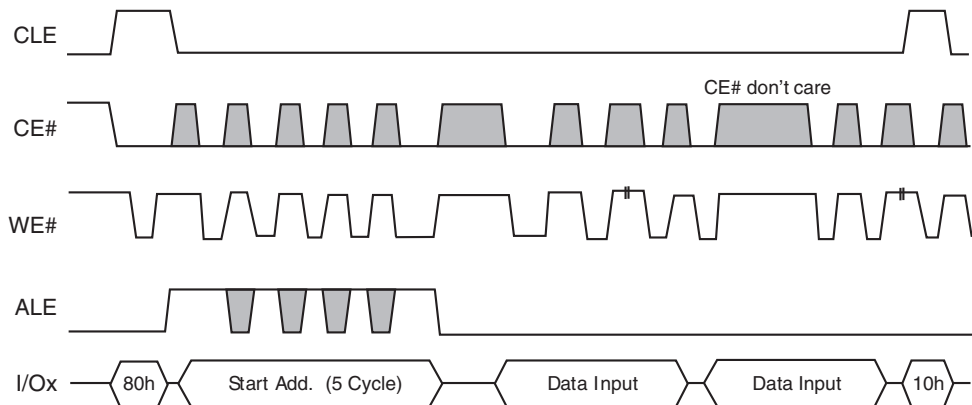 CLE
CE# don't care
CE#
WE#
ALE
I/Ox
80h
Start Add. (5 Cycle)
Data Input
Data Input
10h